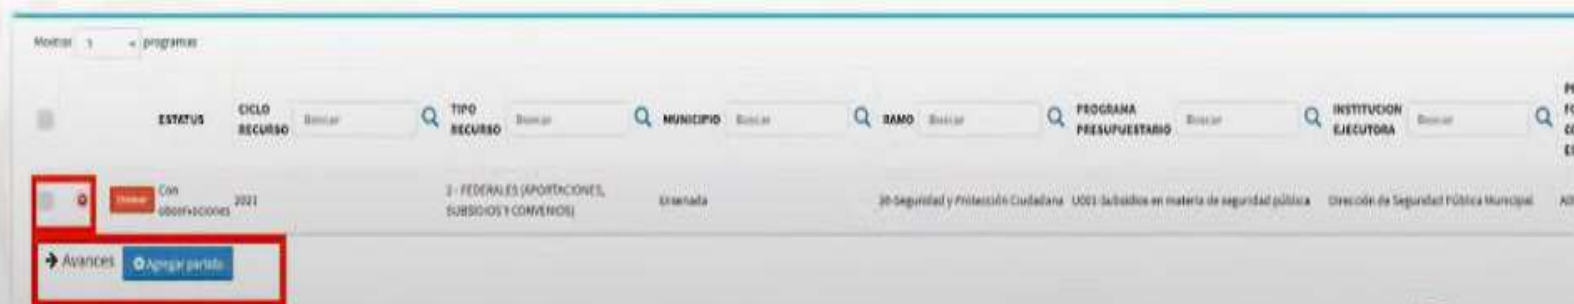 Mostrar 5 programas
ESTATUS CICLO RECURSO Buscar TIPO RECURSO Buscar MUNICIPIO Buscar RAMO Buscar PROGRAMA PRESUPUESTARIO Buscar INSTITUCION EJECUTORA Buscar
Con observaciones 2021 FEDERALES (APORTACIONES, SUBSIDIOS Y CONVENIOS) Ensenada Seguridad y Protección Ciudadana U001-Subsidios en materia de seguridad pública Dirección de Seguridad Pública Municipal
Avances Agregar partida